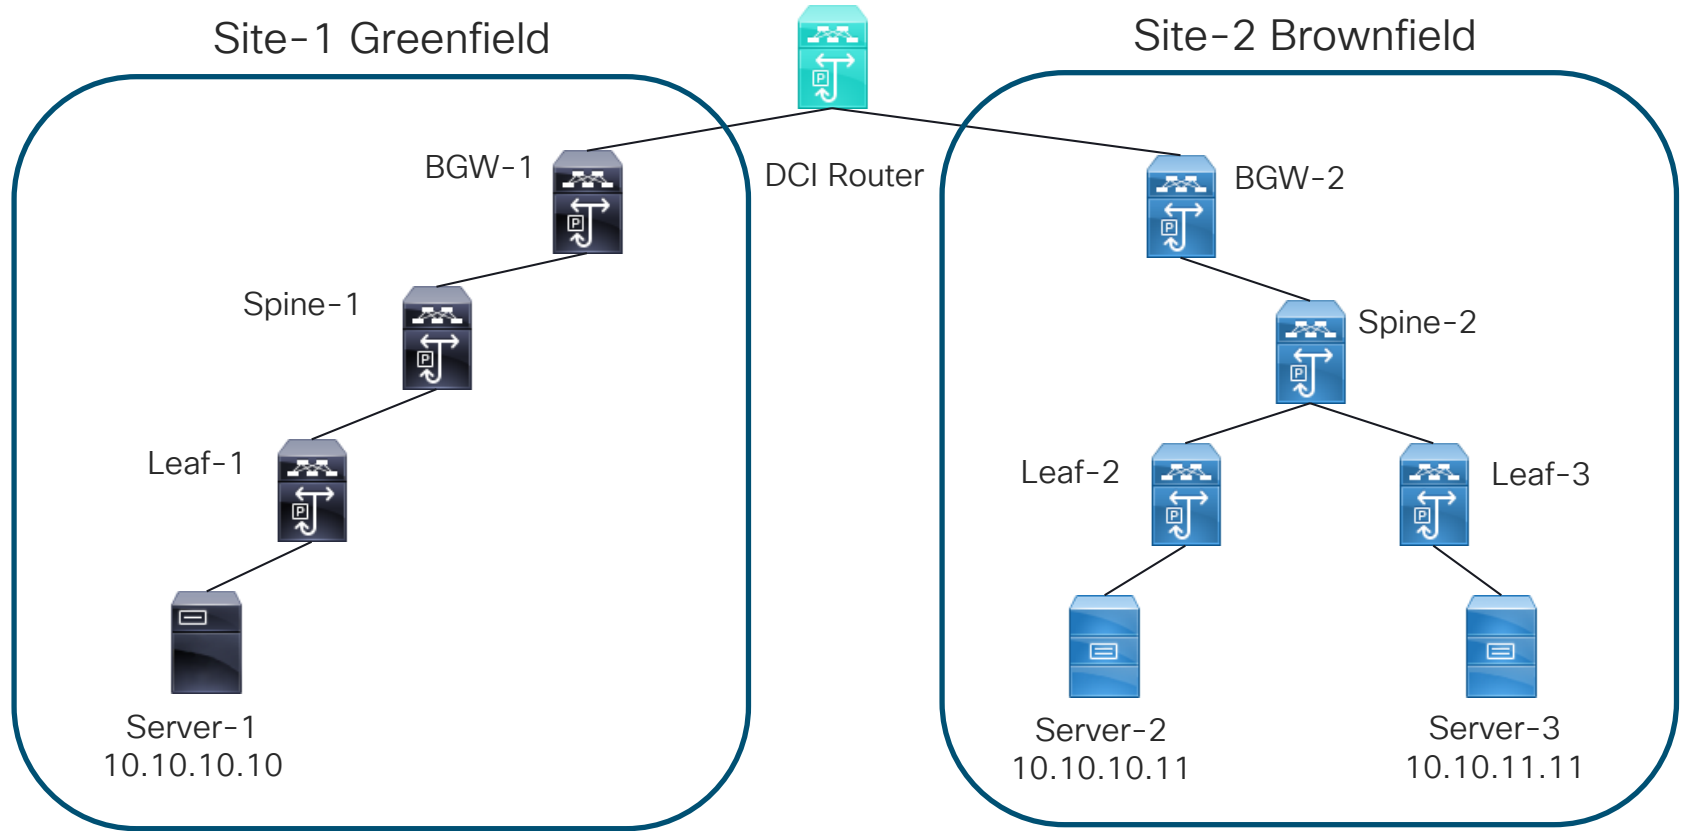 Site-1 Greenfield
Site-2 Brownfield
P
BGW-1
DCI Router
BGW-2
P
P
Spine-1
Spine-2
P
P
Leaf-1
Leaf-2
Leaf-3
P
P
P
Server-1
10.10.10.10
Server-2
10.10.10.11
Server-3
10.10.11.11